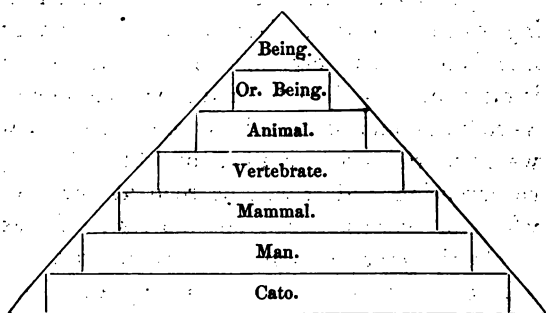 Being.
Or. Being.
Animal.
Vertebrate.
Mammal.
Man.
Cato.